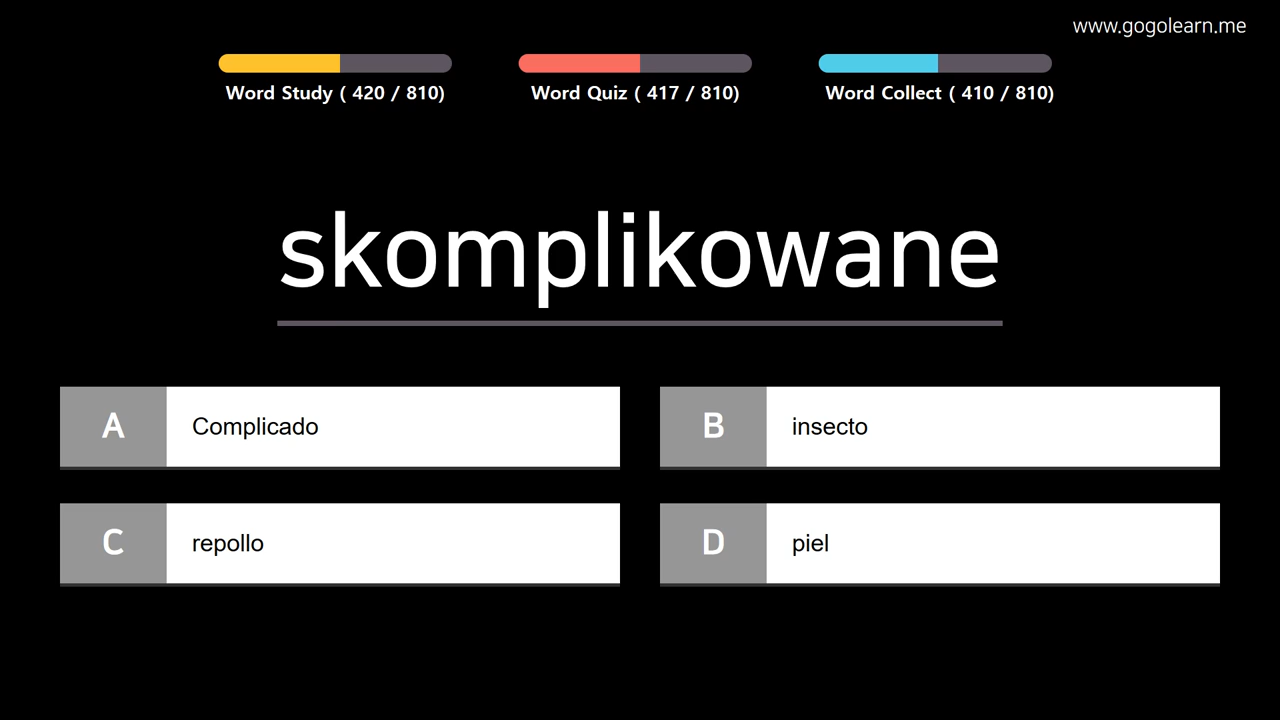 www.gogolearn.me
Word Study ( 420 / 810)
Word Quiz ( 417 / 810)
Word Collect ( 410 / 810)
skomplikowane
A
Complicado
B
insecto
C
repollo
D
piel